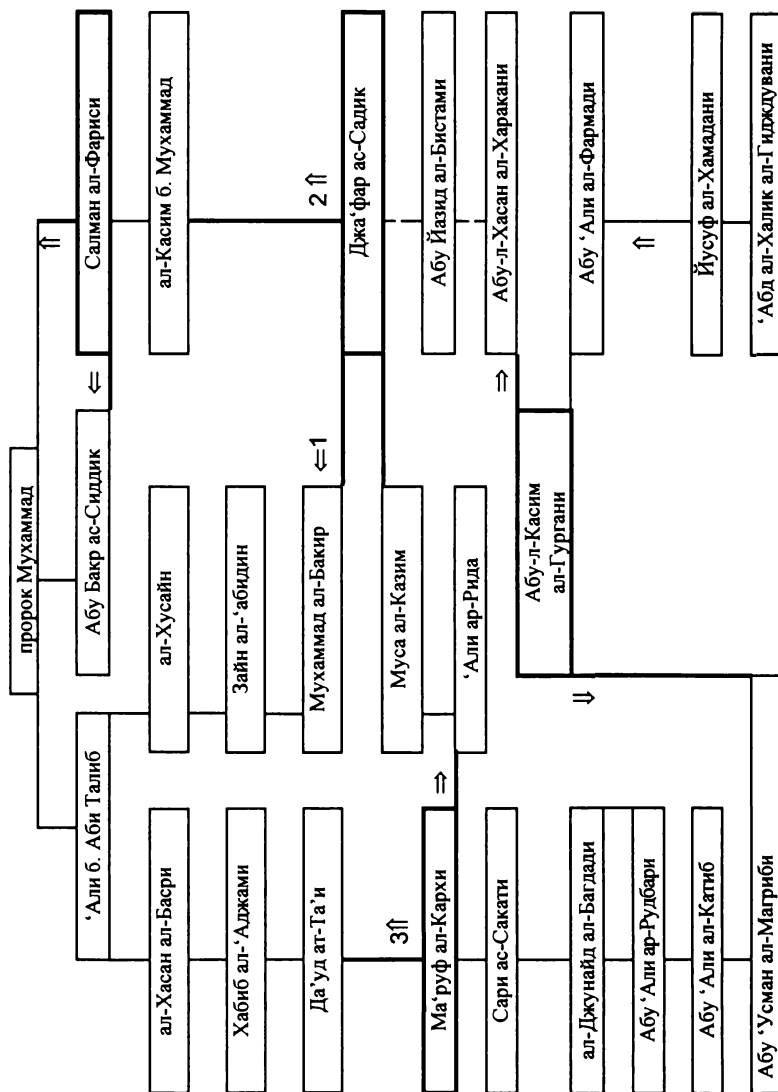 пророк Мухаммад
‘Али б. Аби Талиб
Абу Бакр ас-Сиддик
⇐
⇑
Салман ал-Фариси
ал-Хасан ал-Басри
ал-Хусайн
ал-Касим б. Мухаммад
Хабиб ал-‘Аджами
Зайн ал-‘абидин
Да’уд ат-Та’и
Мухаммад ал-Бакир
⇐1
2⇑
3⇑
Джа‘фар ас-Садик
Муса ал-Казим
Ма‘руф ал-Кархи
⇒
‘Али ар-Рида
Абу Йазид ал-Бистами
Сари ас-Сакати
Абу-л-Хасан ал-Харакани
⇒
Абу-л-Касим
ал-Гургани
ал-Джунайд ал-Багдади
⇓
Абу ‘Али ал-Фармади
Абу ‘Али ар-Рудбари
⇑
Абу ‘Али ал-Катиб
Йусуф ал-Хамадани
Абу ‘Усман ал-Магриби
‘Абд ал-Халик ал-Гидждувани